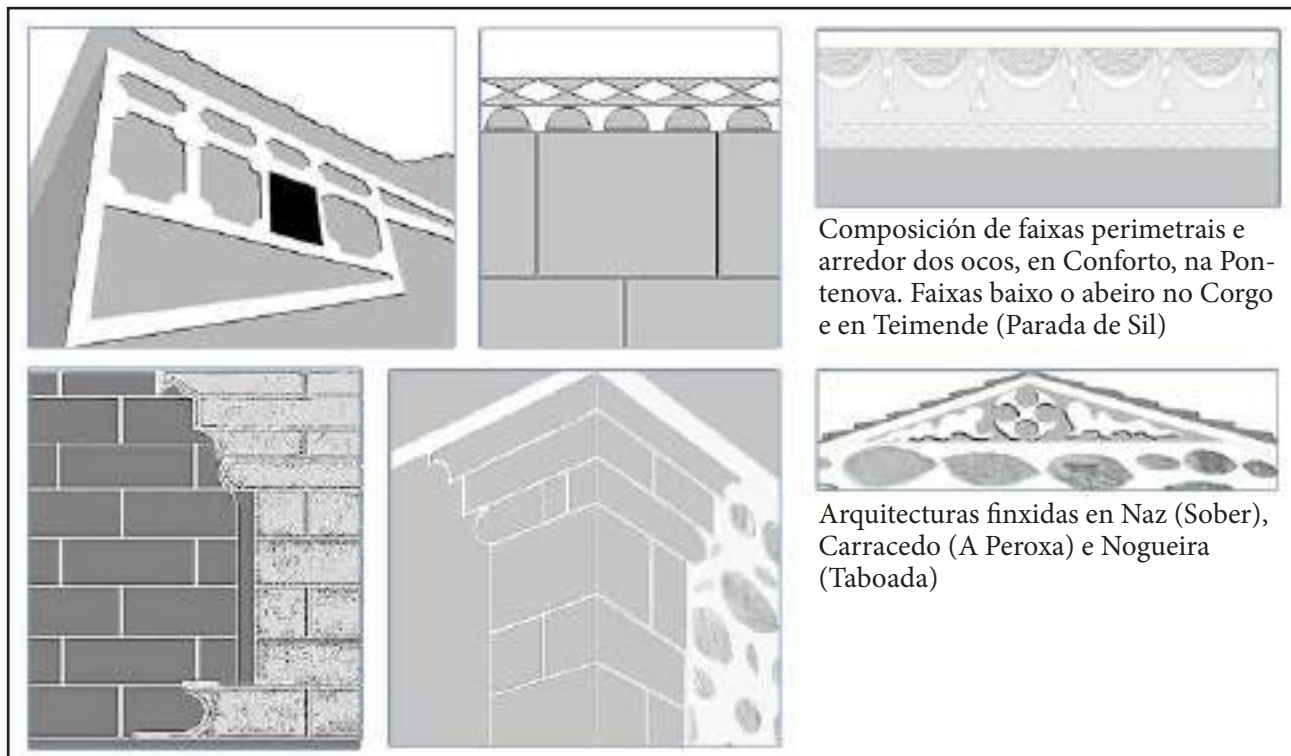 Composición de faixas perimetrais e
arredor dos ocos, en Conforto, na Pon-
tenova. Faixas baixo o abeiro no Corgo
e en Teimende (Parada de Sil)
Arquitecturas finxidas en Naz (Sober),
Carracedo (A Peroxa) e Nogueira
(Taboada)